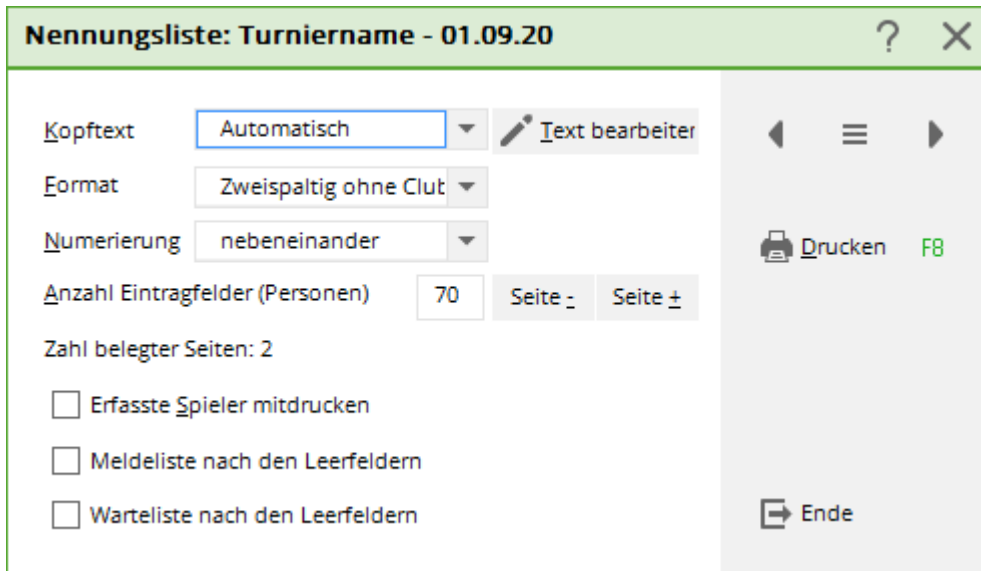 Nennungsliste: Turniername - 01.09.20 ?
Kopftext Automatisch Text bearbeiten
Format Zweispaltig ohne Club
Numerierung nebeneinander
Drucken F8
Anzahl Eintragfelder (Personen) 70 Seite - Seite +
Zahl belegter Seiten: 2
Erfasste Spieler mitdrucken
Meldeliste nach den Leerfeldern
Warteliste nach den Leerfeldern
Ende